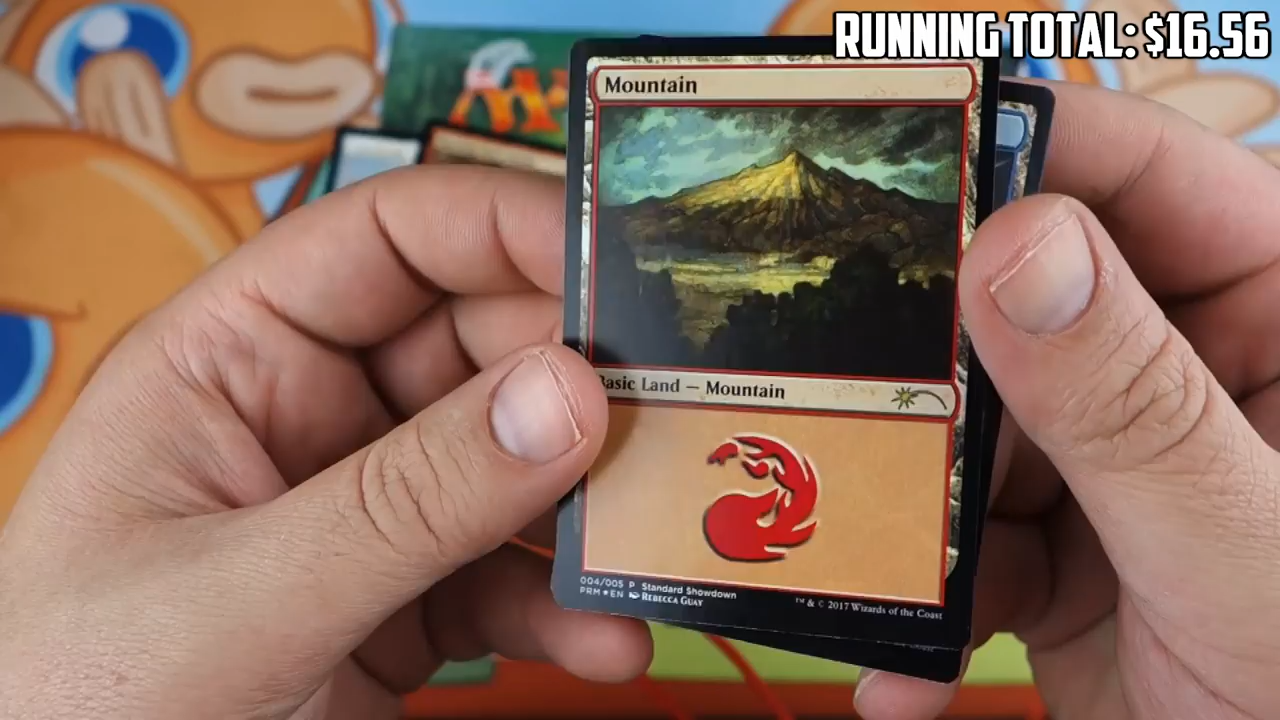 RUNNING TOTAL: $16.56
Mountain
Basic Land — Mountain
004/005 P Standard Showdown
PRM ★ EN Rebecca Guay
™ & © 2017 Wizards of the Coast